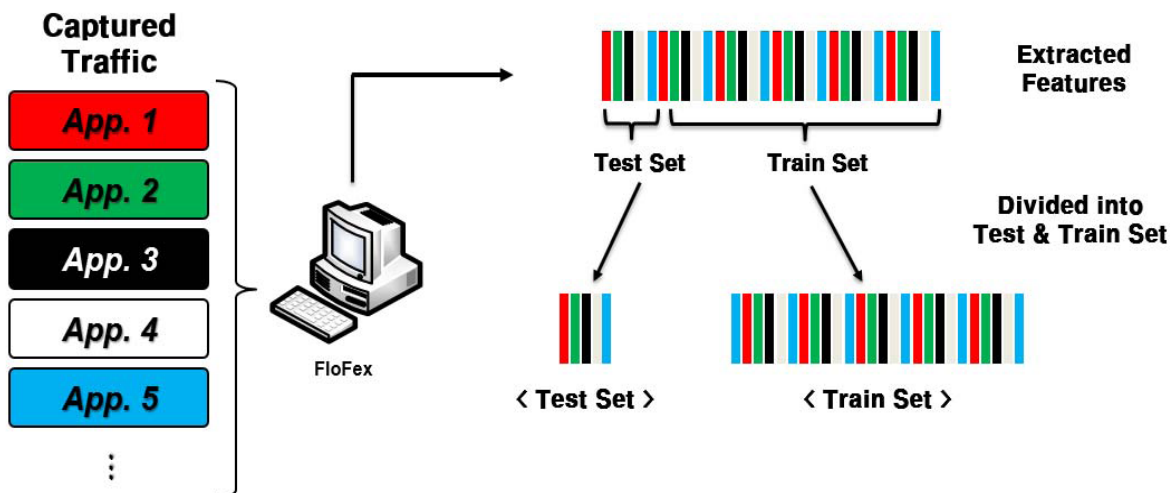 Captured
Traffic
App. 1
App. 2
App. 3
App. 4
App. 5
FloFex
Extracted
Features
Test Set
Train Set
Divided into
Test & Train Set
< Test Set >
< Train Set >